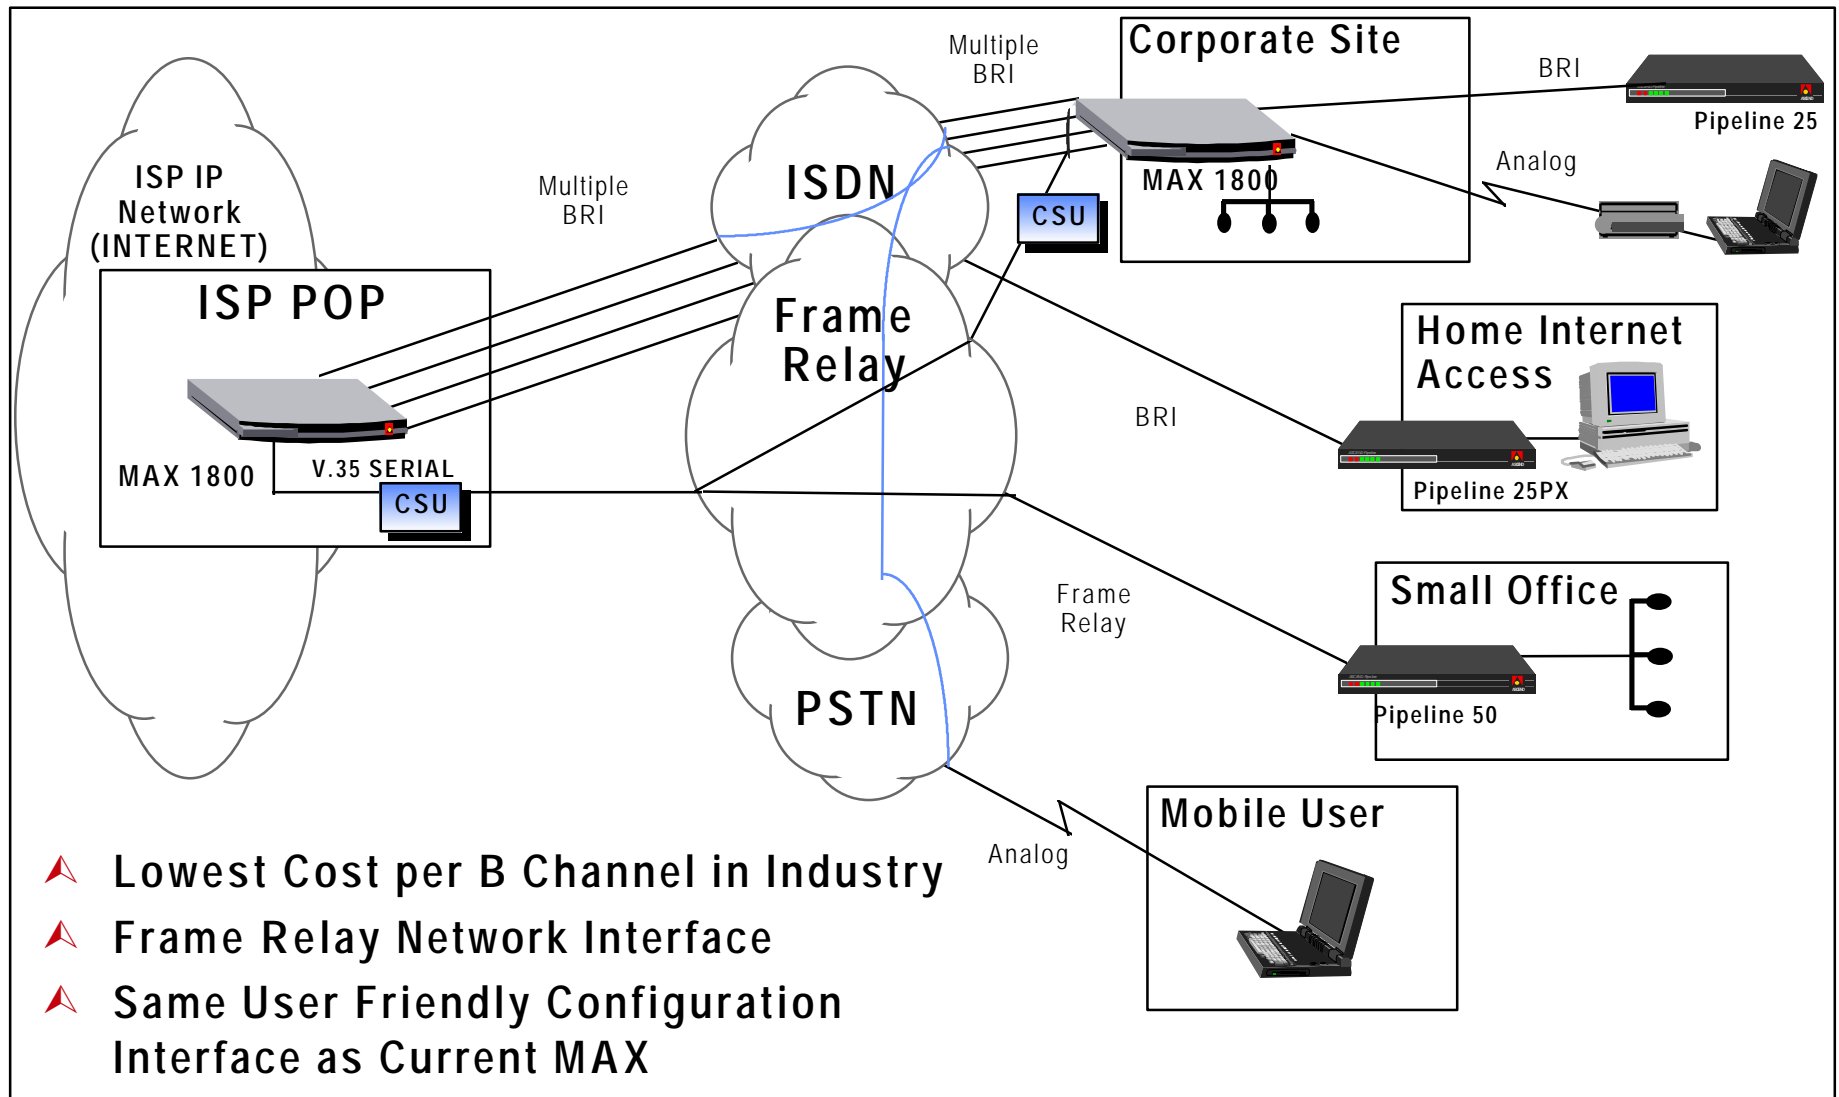 Corporate Site
Multiple
BRI
BRI
Pipeline 25
Analog
MAX 1800
CSU
ISDN
ISP IP
Network
(INTERNET)
Multiple
BRI
ISP POP
MAX 1800
V.35 SERIAL
CSU
Frame
Relay
Home Internet
Access
BRI
ASCEND
Pipeline 25PX
Frame
Relay
Small Office
ASCEND
Pipeline 50
PSTN
Analog
Mobile User
Lowest Cost per B Channel in Industry
Frame Relay Network Interface
Same User Friendly Configuration
Interface as Current MAX